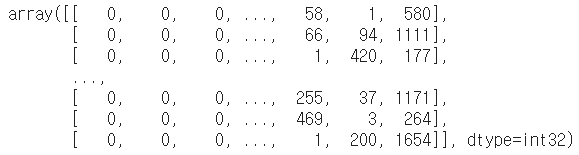 array([[   0,    0,    0, ...,   58,    1,  580],
       [   0,    0,    0, ...,   66,   94, 1111],
       [   0,    0,    0, ...,    1,  420,  177],
       ...,
       [   0,    0,    0, ...,  255,   37, 1171],
       [   0,    0,    0, ...,  469,    3,  264],
       [   0,    0,    0, ...,    1,  200, 1654]], dtype=int32)